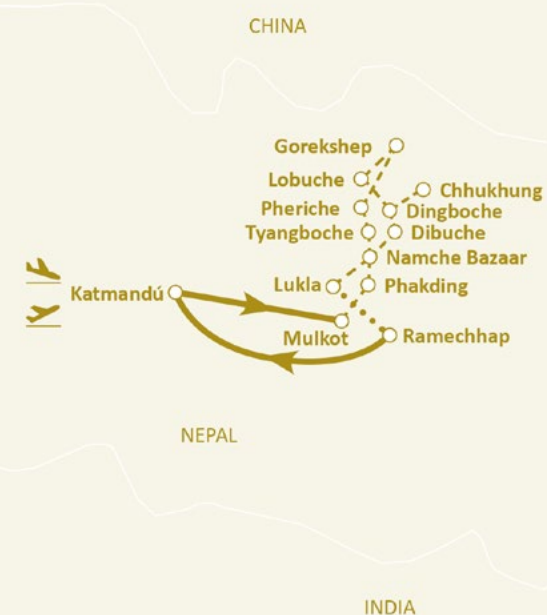 CHINA
Gorekshep
Lobuche
Chhukhung
Pheriche
Dingboche
Tyangboche
Dibuche
Namche Bazaar
Lukla
Phakding
Katmandú
Mulkot
Ramechhap
NEPAL
INDIA